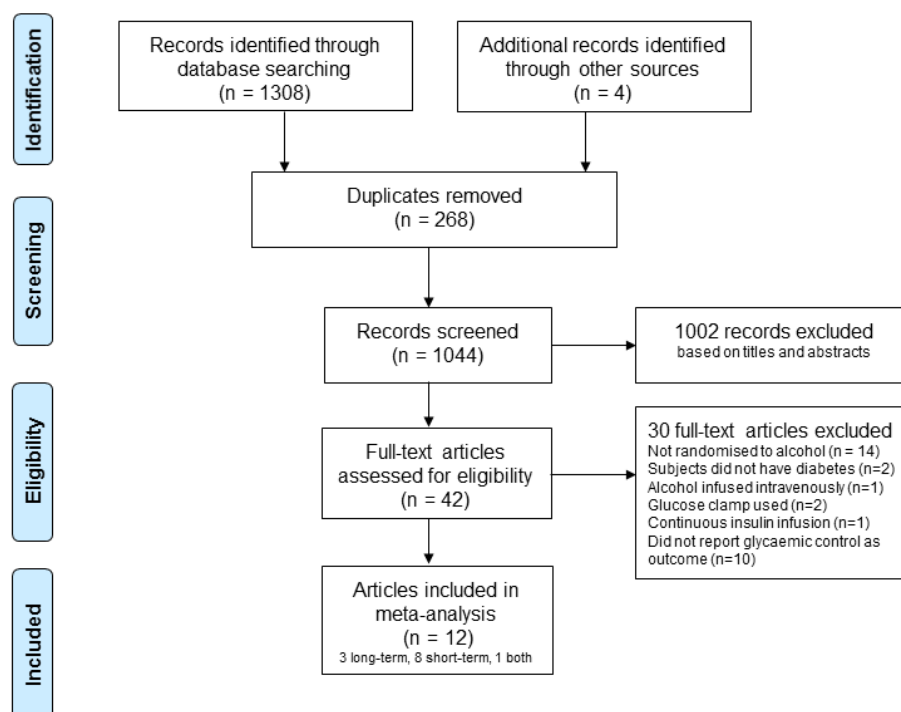 Identification
Records identified through
database searching
(n = 1308)
Additional records identified
through other sources
(n = 4)
Duplicates removed
(n = 268)
Screening
Records screened
(n = 1044)
1002 records excluded
based on titles and abstracts
Eligibility
Full-text articles
assessed for eligibility
(n = 42)
30 full-text articles excluded
Not randomised to alcohol (n = 14)
Subjects did not have diabetes (n=2)
Alcohol infused intravenously (n=1)
Glucose clamp used (n=2)
Continuous insulin infusion (n=1)
Did not report glycaemic control as
outcome (n=10)
Included
Articles included in
meta-analysis
(n = 12)
3 long-term, 8 short-term, 1 both